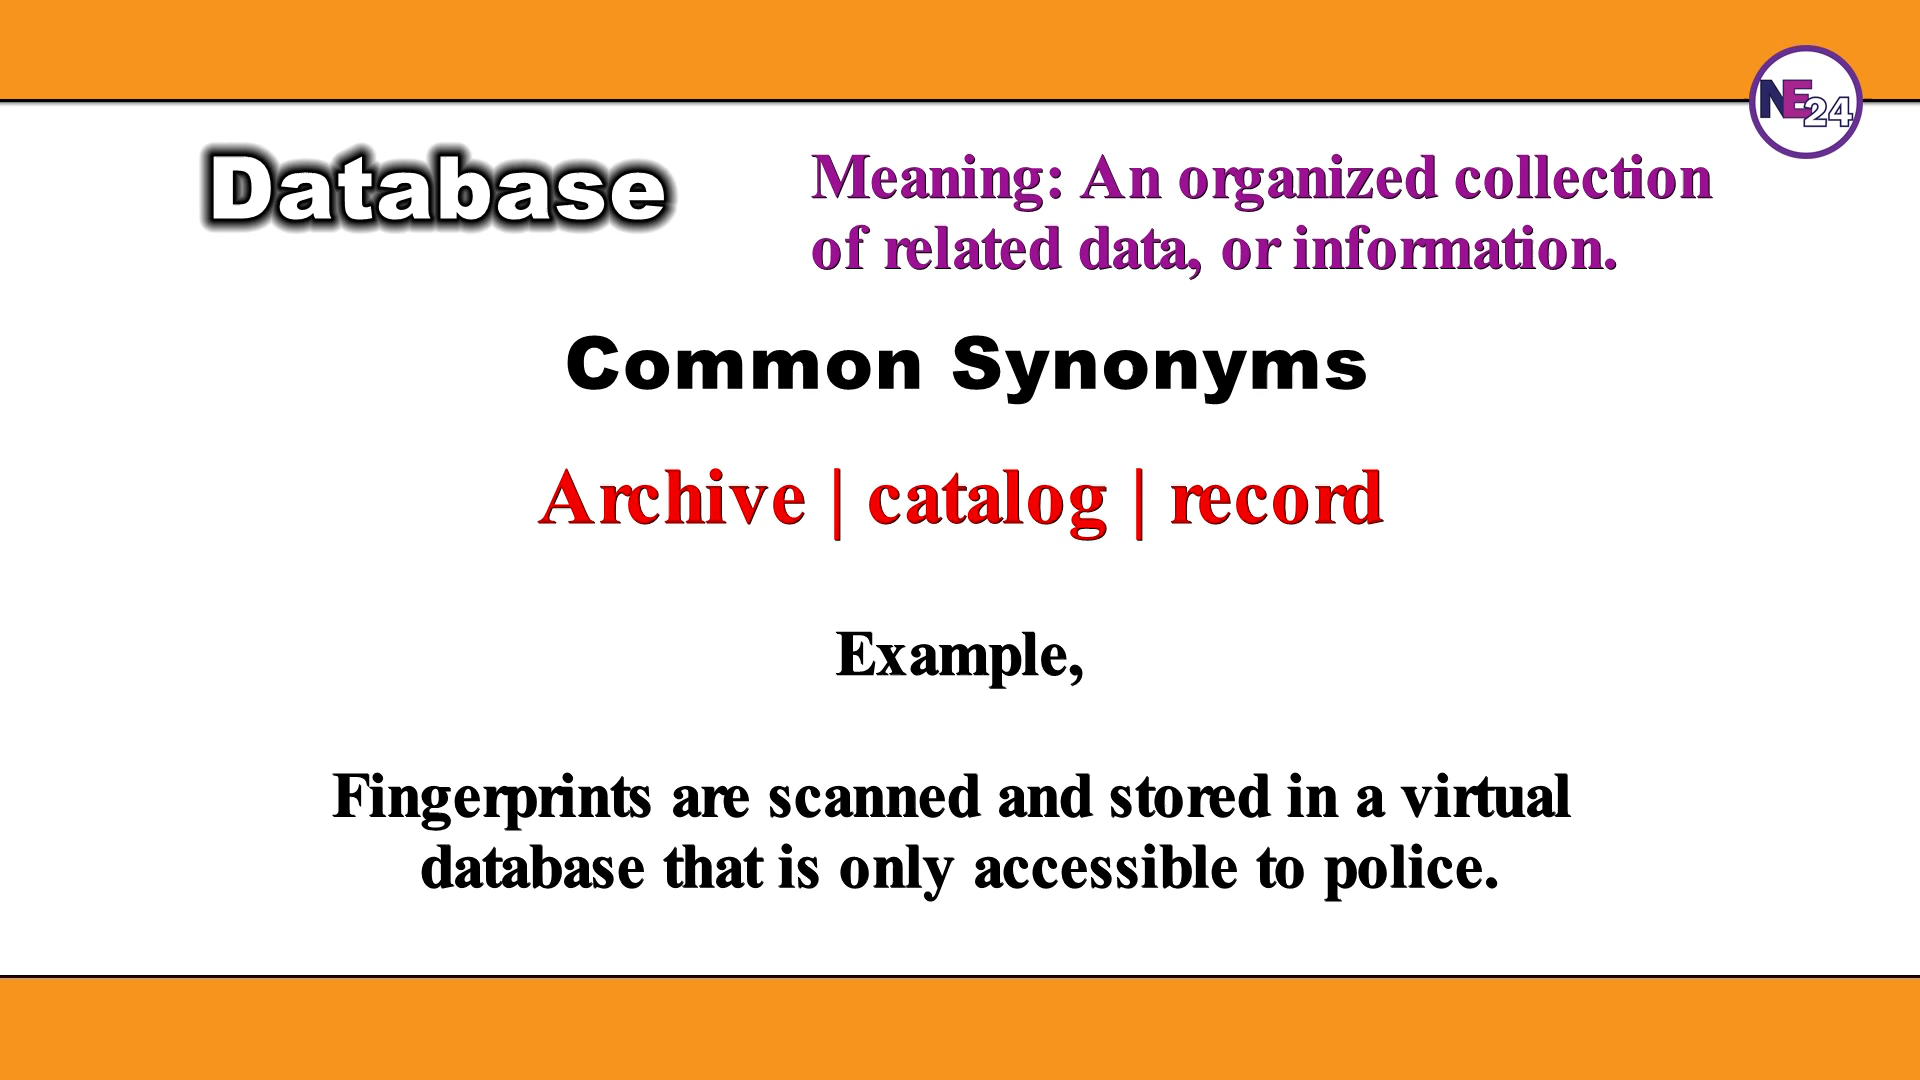 NE24
Database
Meaning: An organized collection
of related data, or information.
Common Synonyms
Archive | catalog | record
Example,
Fingerprints are scanned and stored in a virtual
database that is only accessible to police.